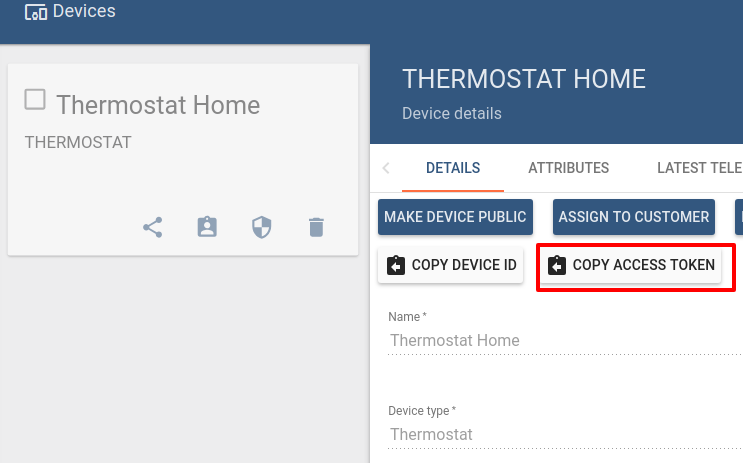 Devices
Thermostat Home
THERMOSTAT
THERMOSTAT HOME
Device details
DETAILS ATTRIBUTES LATEST TELE
MAKE DEVICE PUBLIC ASSIGN TO CUSTOMER
COPY DEVICE ID COPY ACCESS TOKEN
Name *
Thermostat Home
Device type *
Thermostat